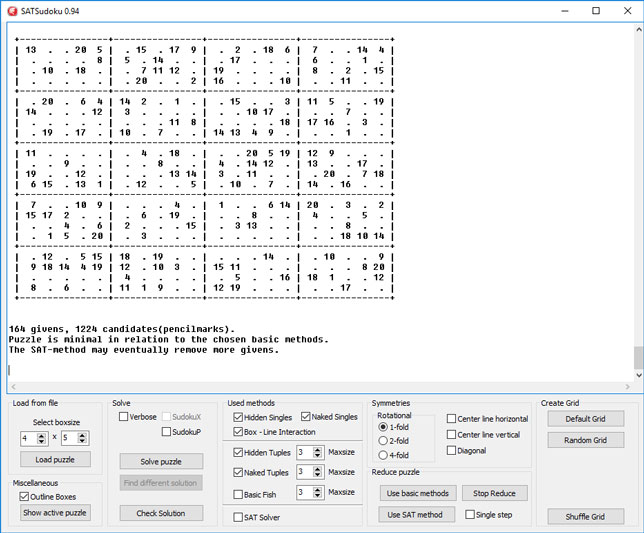 SATSudoku 0.94
+--------------+--------------+--------------+--------------+
| 13 . . 20 5 | . 15 . 17 9 | . 2 . 18 6 | 7 . . 14 4 |
| . . . . 8 | 5 . 14 . . | . 17 . . . | 6 . . 1 . |
| . 10 . 18 . | . 7 11 12 . | 19 . . . . | 8 . 2 . 15 |
| . . . . . | . 20 . . 2 | 16 . . . 10 | . . 11 . . |
+--------------+--------------+--------------+--------------+
| . 20 . 6 4 | 14 2 . 1 . | . 15 . . 3 | 11 5 . . 19 |
| 14 . . . 12 | 3 . . . . | . . 10 17 . | . . 7 . . |
| . . . . . | . . . 11 8 | . . . . 18 | 17 16 . 3 . |
| . 19 . 17 . | 10 . 7 . . | 14 13 4 9 . | . . 1 . . |
+--------------+--------------+--------------+--------------+
| 11 . . . . | . 4 . 18 . | . . 20 5 19 | 12 9 . . . |
| . . 9 . . | . . 8 . . | 4 . 14 12 . | 13 . . 17 . |
| 19 . . 12 . | . . . 13 14 | 3 . 11 . . | . 20 . 7 18 |
| 6 15 . 13 1 | . 12 . . 5 | . 10 . 7 . | 14 . 16 . . |
+--------------+--------------+--------------+--------------+
| 7 . . 10 9 | . . . . 4 | 1 . . 6 14 | 20 . 3 . 2 |
| 15 17 2 . . | . 6 . 19 . | . . 8 . . | 4 . . 5 . |
| . . 4 . 6 | 2 . . . 15 | . 3 13 . . | . . 8 . . |
| . 1 5 . 20 | . 3 . . . | . . . . . | . . 18 10 14 |
+--------------+--------------+--------------+--------------+
| . 12 . 5 15 | 18 . 19 . . | . . . 14 . | . 10 . . 9 |
| 9 18 14 4 19 | 12 . 10 3 . | 15 11 . . . | . . . 8 20 |
| . . . . . | 4 . . . . | . . 5 . 16 | 18 1 . . 12 |
| 8 . 6 . . | 11 1 9 . . | 12 19 . . . | . . 17 . . |
+--------------+--------------+--------------+--------------+
164 givens, 1224 candidates(pencilmarks).
Puzzle is minimal in relation to the chosen basic methods.
The SAT-method may eventually remove more givens.
Load from file
Select boxsize
4 x 5
Load puzzle
Miscellaneous
Outline Boxes
Show active puzzle
Solve
Verbose SudokuX
SudokuP
Solve puzzle
Find different solution
Check Solution
Used methods
Hidden Singles Naked Singles
Box - Line Interaction
Hidden Tuples 3 Maxsize
Naked Tuples 3 Maxsize
Basic Fish 3 Maxsize
SAT Solver
Symmetries
Rotational
1-fold
2-fold
4-fold
Center line horizontal
Center line vertical
Diagonal
Reduce puzzle
Use basic methods Stop Reduce
Use SAT method Single step
Create Grid
Default Grid
Random Grid
Shuffle Grid